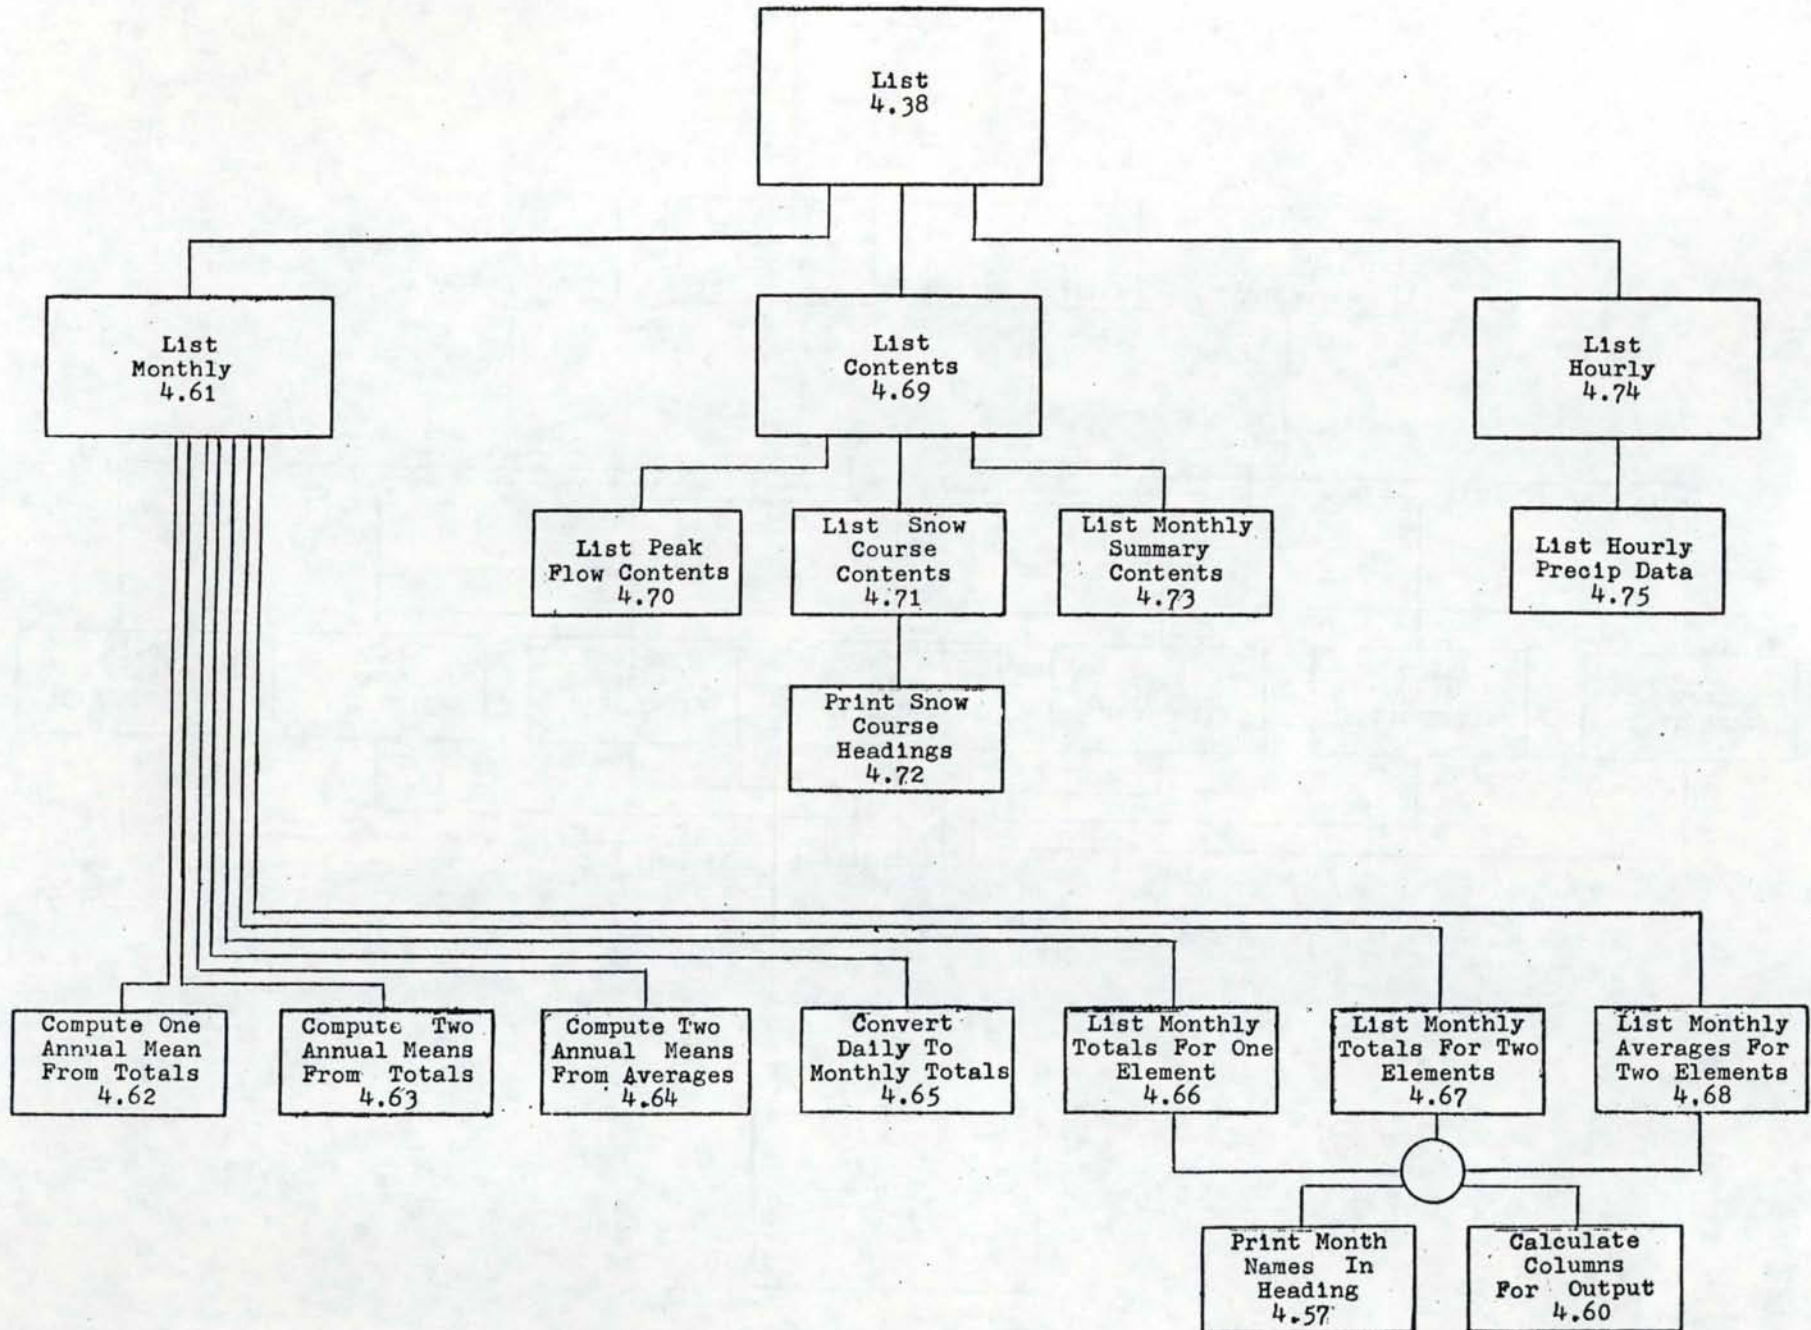 List
4.38
List
Monthly
4.61
List
Contents
4.69
List
Hourly
4.74
List Peak
Flow Contents
4.70
List Snow
Course
Contents
4.71
List Monthly
Summary
Contents
4.73
List Hourly
Precip Data
4.75
Print Snow
Course
Headings
4.72
Compute One
Annual Mean
From Totals
4.62
Compute Two
Annual Means
From Totals
4.63
Compute Two
Annual Means
From Averages
4.64
Convert
Daily To
Monthly Totals
4.65
List Monthly
Totals For One
Element
4.66
List Monthly
Totals For Two
Elements
4.67
List Monthly
Averages For
Two Elements
4.68
Print Month
Names In
Heading
4.57
Calculate
Columns
For Output
4.60